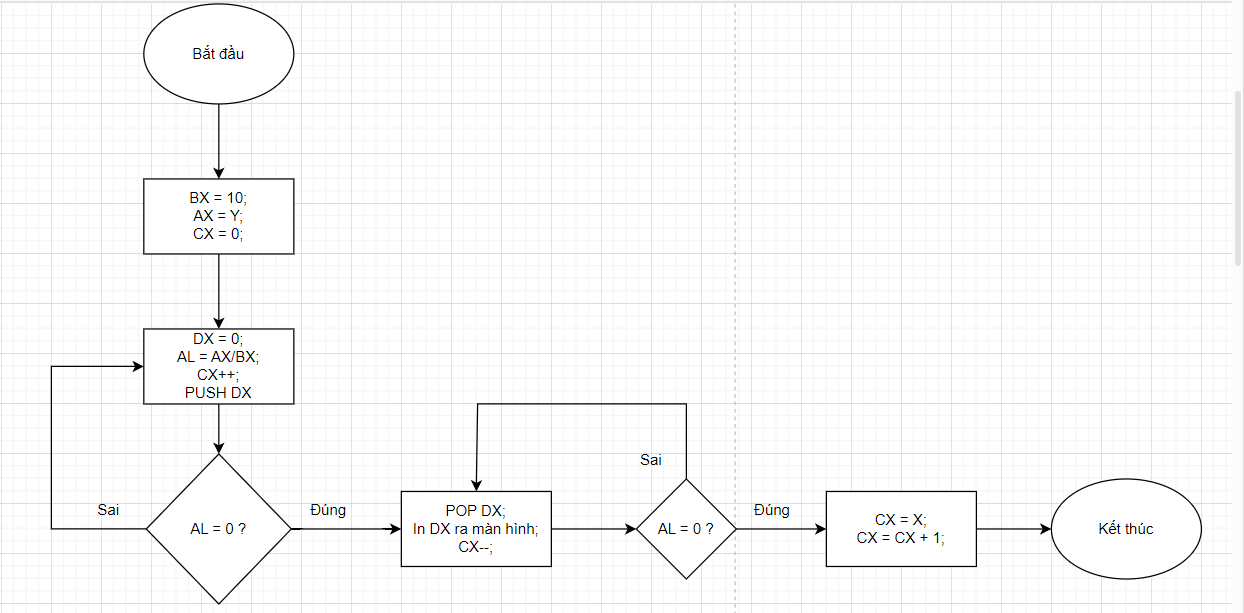 Bắt đầu
BX = 10;
AX = Y;
CX = 0;
DX = 0;
AL = AX/BX;
CX++;
PUSH DX
Sai
AL = 0 ?
Đúng
POP DX;
In DX ra màn hình;
CX--;
Sai
AL = 0 ?
Đúng
CX = X;
CX = CX + 1;
Kết thúc